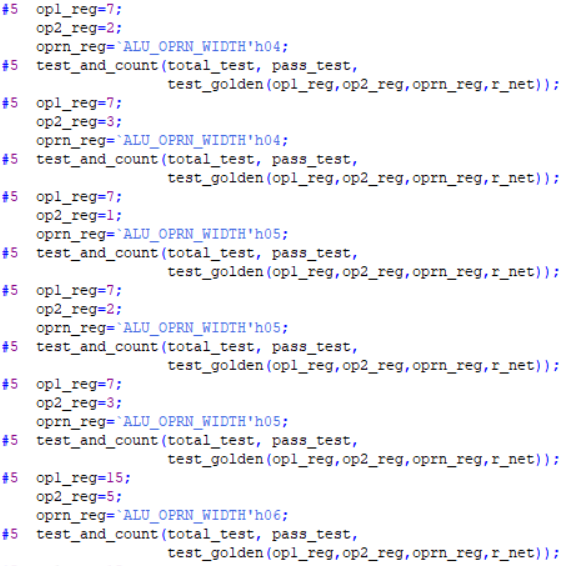 #5  op1_reg=7;
    op2_reg=2;
    oprn_reg=`ALU_OPRN_WIDTH'h04;
#5  test_and_count(total_test, pass_test,
                   test_golden(op1_reg,op2_reg,oprn_reg,r_net));
#5  op1_reg=7;
    op2_reg=3;
    oprn_reg=`ALU_OPRN_WIDTH'h04;
#5  test_and_count(total_test, pass_test,
                   test_golden(op1_reg,op2_reg,oprn_reg,r_net));
#5  op1_reg=7;
    op2_reg=1;
    oprn_reg=`ALU_OPRN_WIDTH'h05;
#5  test_and_count(total_test, pass_test,
                   test_golden(op1_reg,op2_reg,oprn_reg,r_net));
#5  op1_reg=7;
    op2_reg=2;
    oprn_reg=`ALU_OPRN_WIDTH'h05;
#5  test_and_count(total_test, pass_test,
                   test_golden(op1_reg,op2_reg,oprn_reg,r_net));
#5  op1_reg=7;
    op2_reg=3;
    oprn_reg=`ALU_OPRN_WIDTH'h05;
#5  test_and_count(total_test, pass_test,
                   test_golden(op1_reg,op2_reg,oprn_reg,r_net));
#5  op1_reg=15;
    op2_reg=5;
    oprn_reg=`ALU_OPRN_WIDTH'h06;
#5  test_and_count(total_test, pass_test,
                   test_golden(op1_reg,op2_reg,oprn_reg,r_net));